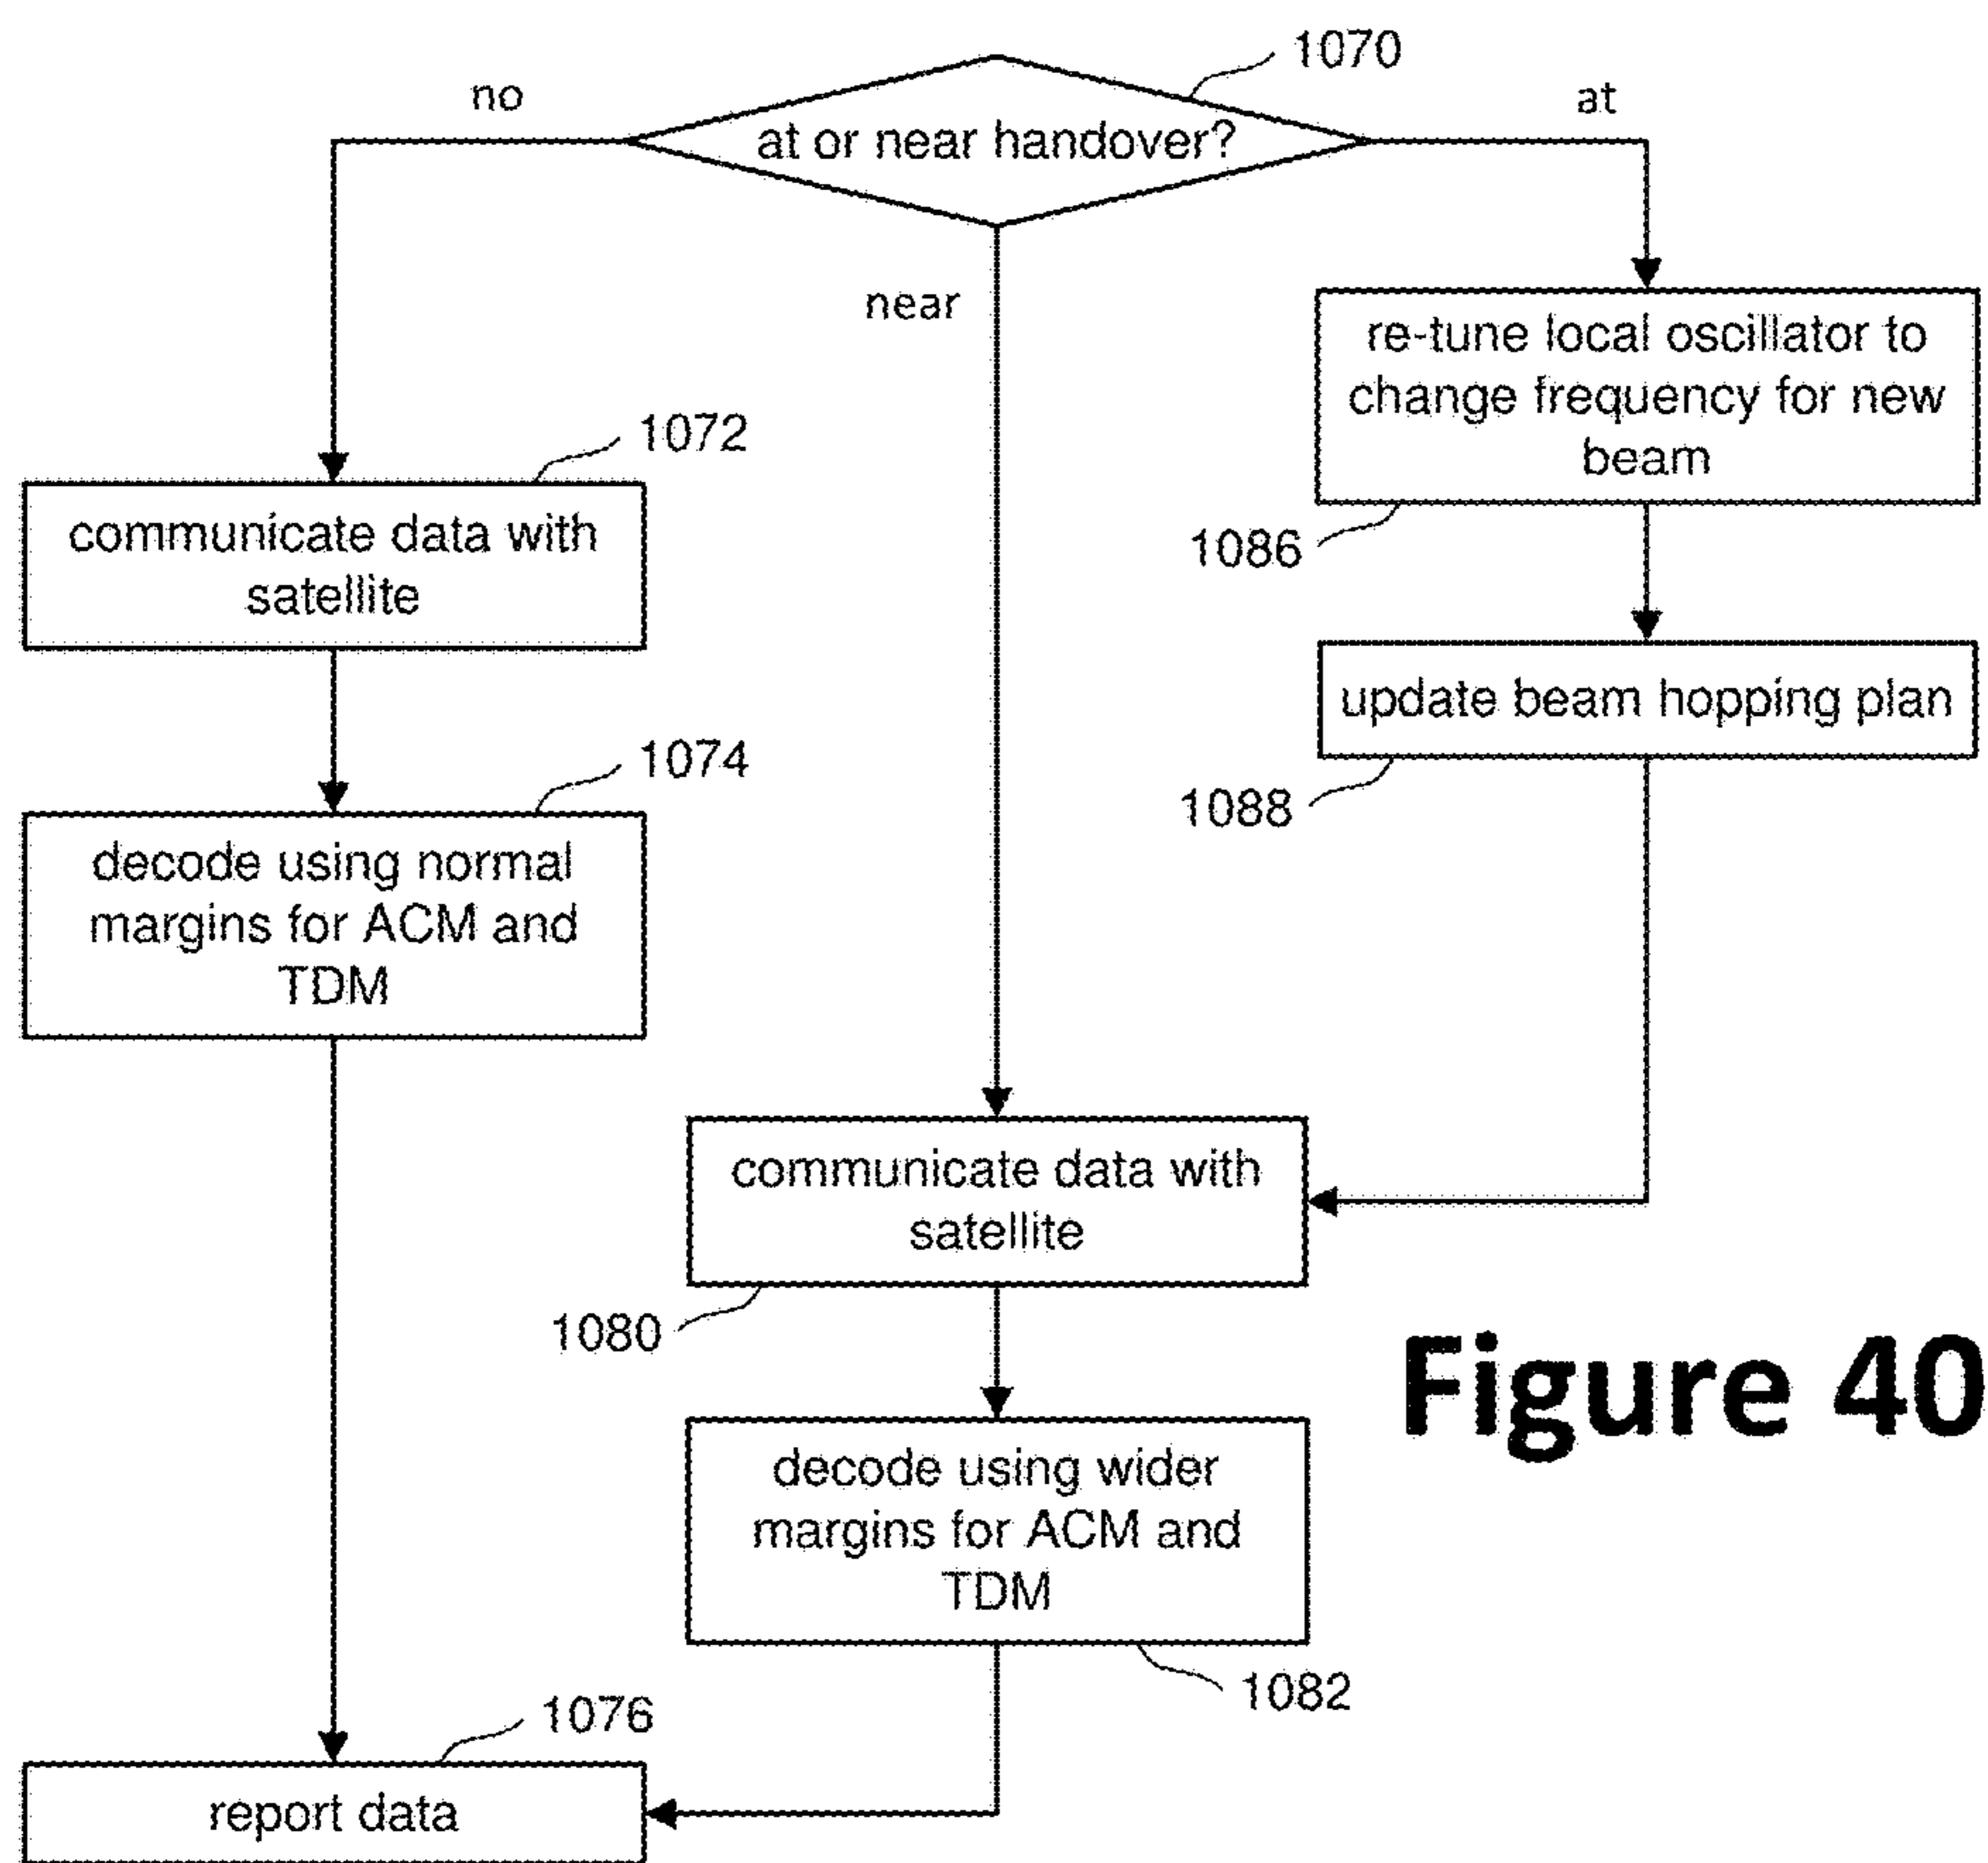 1070
no
at
at or near handover?
near
re-tune local oscillator to
change frequency for new
beam
1072
1086
communicate data with
satellite
update beam hopping plan
1074
1088
decode using normal
margins for ACM and
TDM
communicate data with
satellite
1080
Figure 40
decode using wider
margins for ACM and
TDM
1082
1076
report data